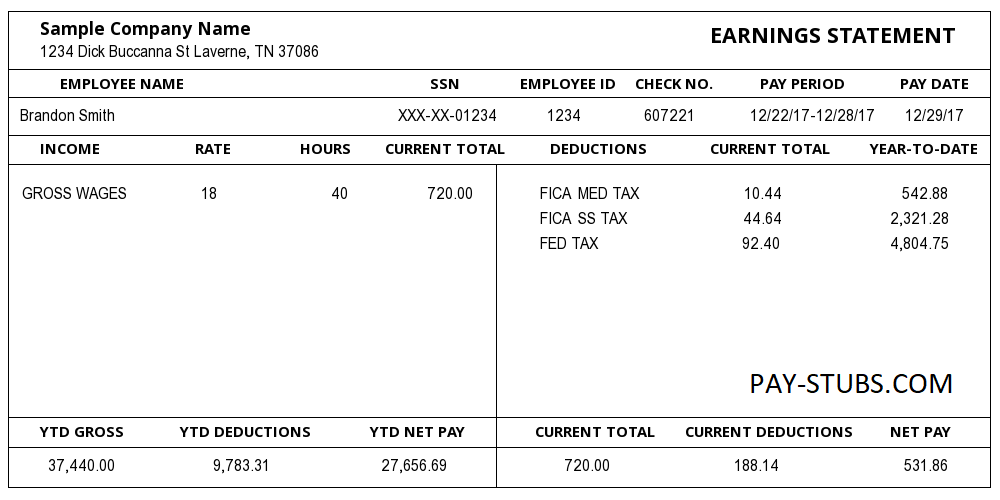 Sample Company Name
1234 Dick Buccanna St Laverne, TN 37086
EARNINGS STATEMENT
EMPLOYEE NAME SSN EMPLOYEE ID CHECK NO. PAY PERIOD PAY DATE
Brandon Smith XXX-XX-01234 1234 607221 12/22/17-12/28/17 12/29/17
INCOME RATE HOURS CURRENT TOTAL DEDUCTIONS CURRENT TOTAL YEAR-TO-DATE
GROSS WAGES 18 40 720.00 FICA MED TAX 10.44 542.88
FICA SS TAX 44.64 2,321.28
FED TAX 92.40 4,804.75
PAY-STUBS.COM
YTD GROSS YTD DEDUCTIONS YTD NET PAY CURRENT TOTAL CURRENT DEDUCTIONS NET PAY
37,440.00 9,783.31 27,656.69 720.00 188.14 531.86